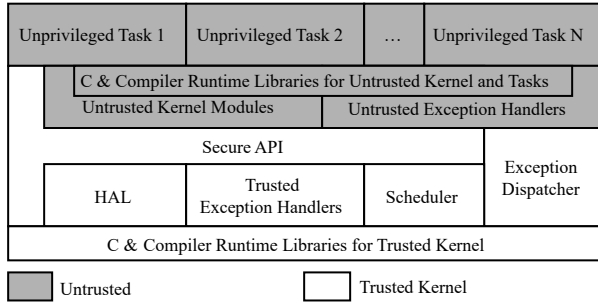 Unprivileged Task 1
Unprivileged Task 2
...
Unprivileged Task N
C & Compiler Runtime Libraries for Untrusted Kernel and Tasks
Untrusted Kernel Modules
Untrusted Exception Handlers
Secure API
HAL
Trusted
Exception Handlers
Scheduler
Exception
Dispatcher
C & Compiler Runtime Libraries for Trusted Kernel
Untrusted
Trusted Kernel